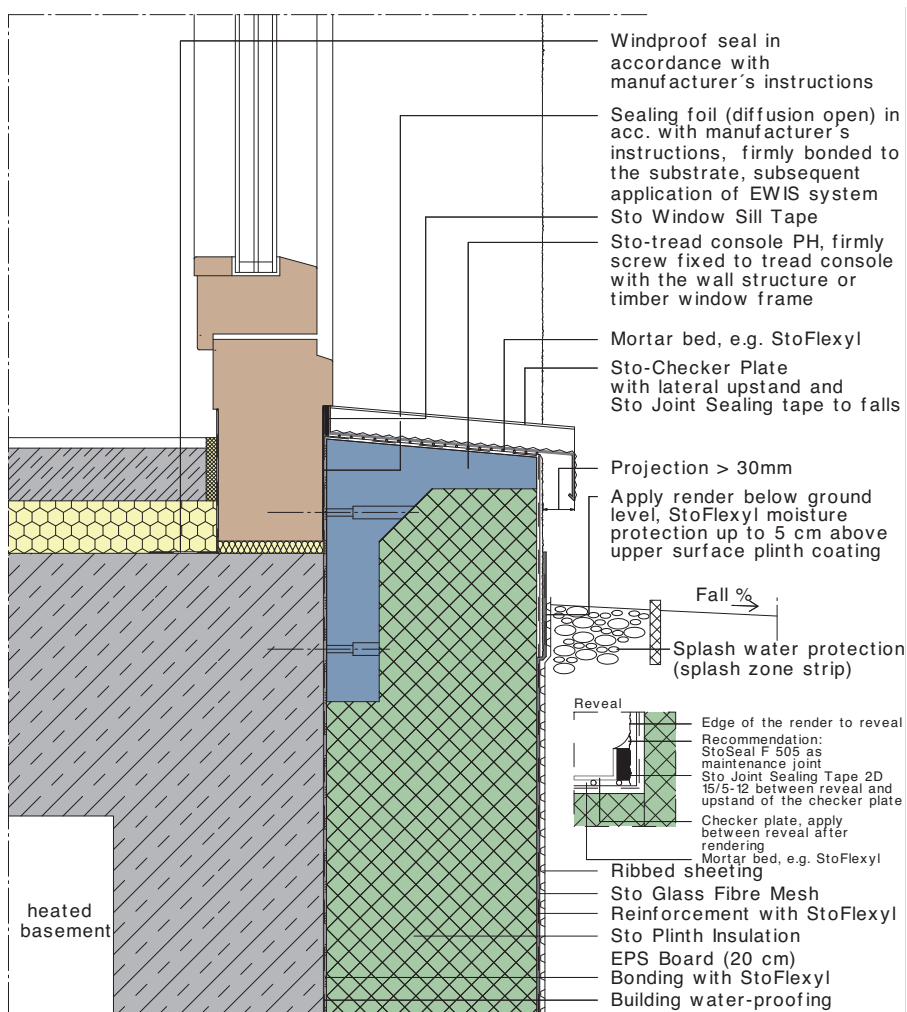 Windproof seal in
accordance with
manufacturer´s instructions
Sealing foil (diffusion open) in
acc. with manufacturer´s
instructions, firmly bonded to
the substrate, subsequent
application of EWIS system
Sto Window Sill Tape
Sto-tread console PH, firmly
screw fixed to tread console
with the wall structure or
timber window frame
Mortar bed, e.g. StoFlexyl
Sto-Checker Plate
with lateral upstand and
Sto Joint Sealing tape to falls
Projection > 30mm
Apply render below ground
level, StoFlexyl moisture
protection up to 5 cm above
upper surface plinth coating
Fall %
Splash water protection
(splash zone strip)
Reveal
Edge of the render to reveal
Recommendation:
StoSeal F 505 as
maintenance joint
Sto Joint Sealing Tape 2D
15/5-12 between reveal and
upstand of the checker plate
Checker plate, apply
between reveal after
rendering
Mortar bed, e.g. StoFlexyl
Ribbed sheeting
Sto Glass Fibre Mesh
Reinforcement with StoFlexyl
Sto Plinth Insulation
EPS Board (20 cm)
Bonding with StoFlexyl
Building water-proofing
heated
basement